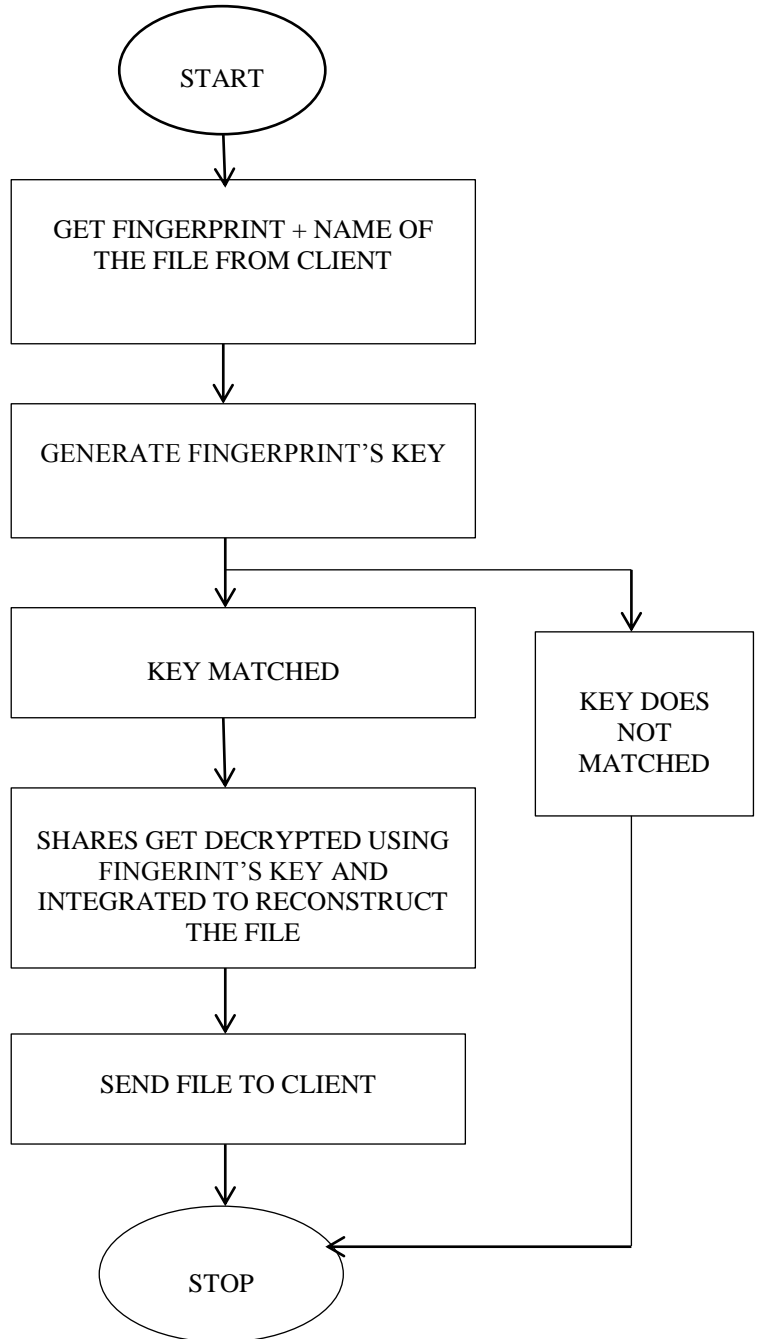 START
GET FINGERPRINT + NAME OF
THE FILE FROM CLIENT
GENERATE FINGERPRINT’S KEY
KEY MATCHED
KEY DOES
NOT
MATCHED
SHARES GET DECRYPTED USING
FINGERINT’S KEY AND
INTEGRATED TO RECONSTRUCT
THE FILE
SEND FILE TO CLIENT
STOP